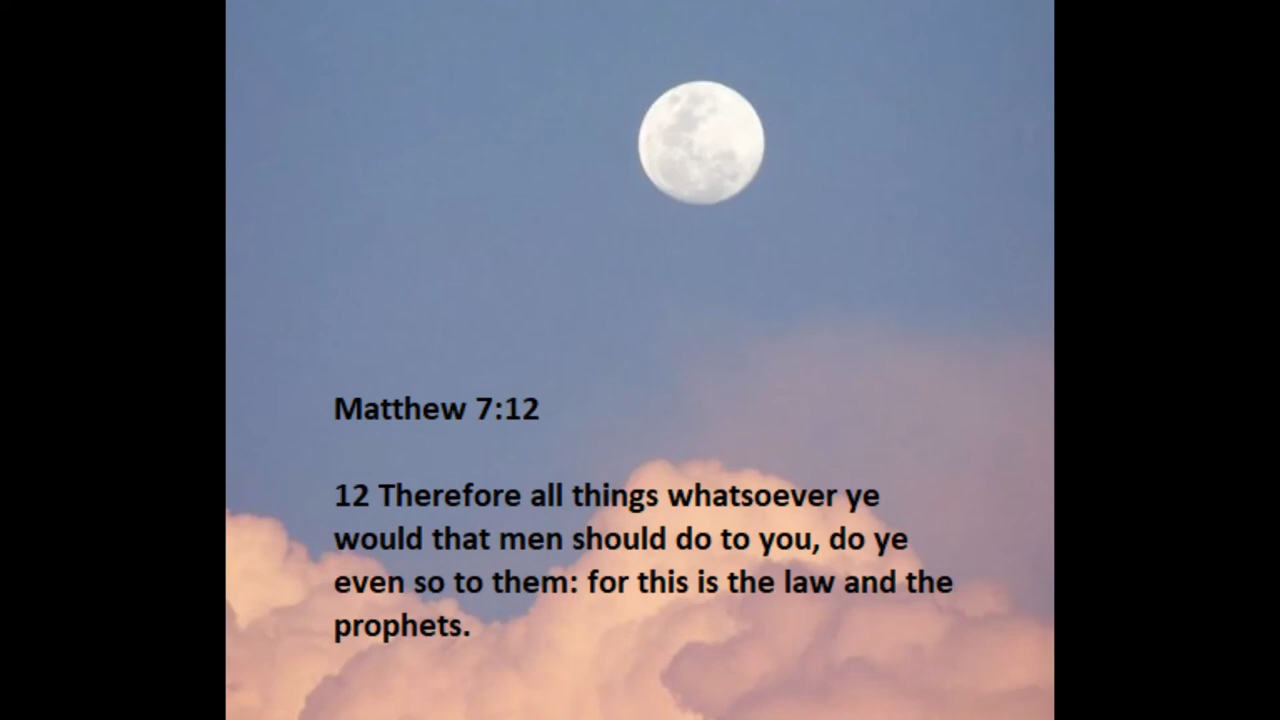 Matthew 7:12
12 Therefore all things whatsoever ye
would that men should do to you, do ye
even so to them: for this is the law and the
prophets.